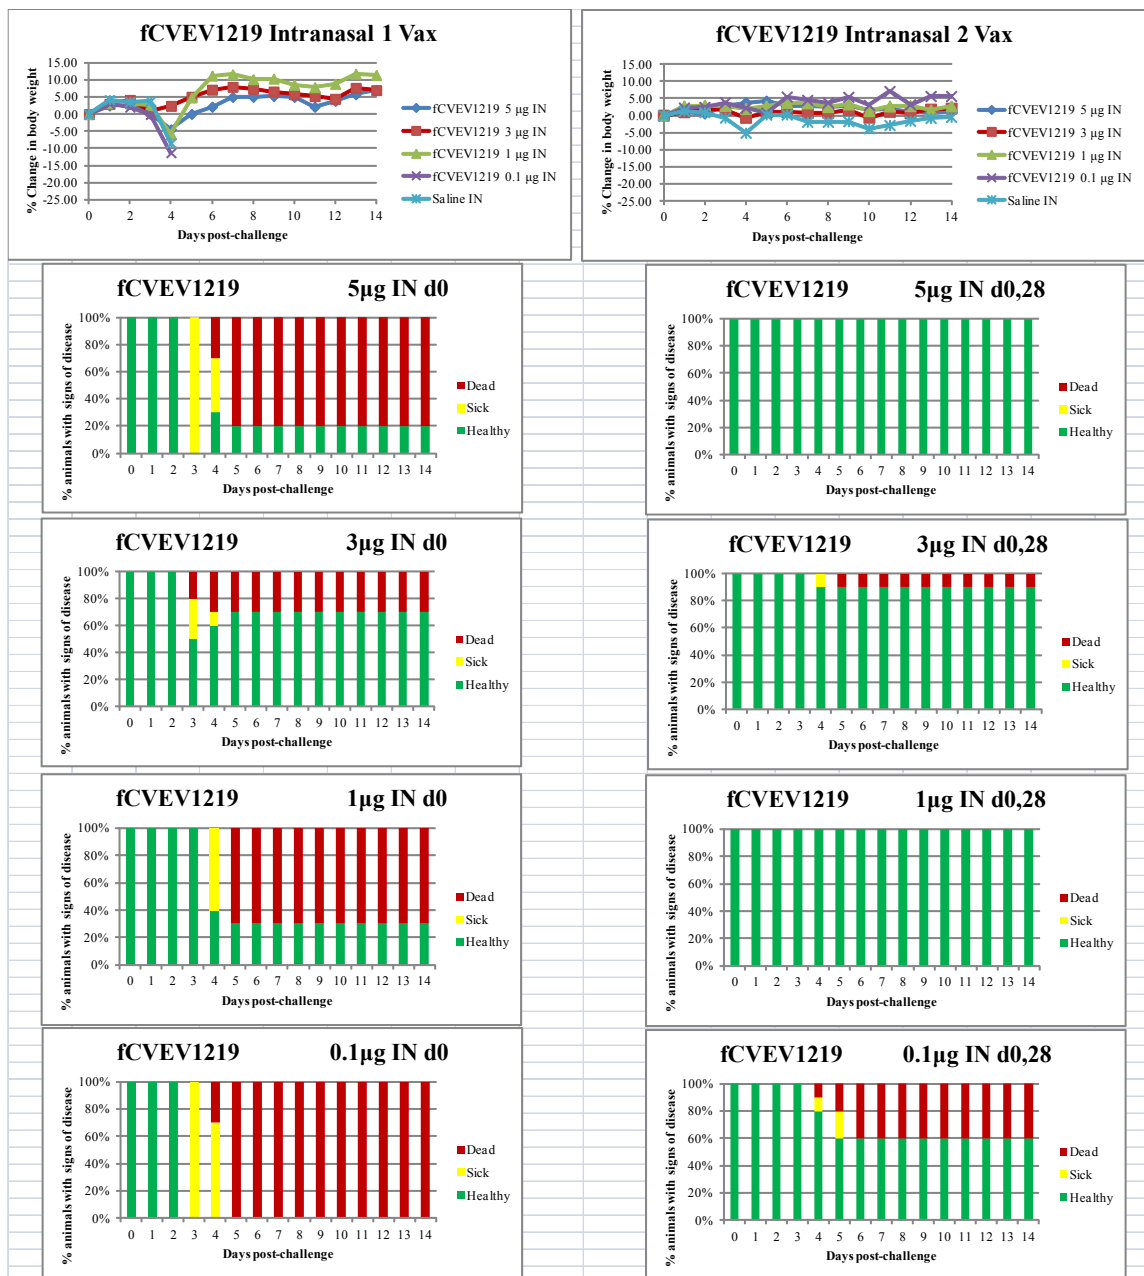 fCVEV1219 Intranasal 1 Vax
% Change in body weight
15.00
10.00
5.00
0.00
-5.00
-10.00
-15.00
-20.00
-25.00
0 2 4 6 8 10 12 14
Days post-challenge
fCVEV1219 5 µg IN
fCVEV1219 3 µg IN
fCVEV1219 1 µg IN
fCVEV1219 0.1 µg IN
Saline IN
fCVEV1219 Intranasal 2 Vax
% Change in body weight
15.00
10.00
5.00
0.00
-5.00
-10.00
-15.00
-20.00
-25.00
0 2 4 6 8 10 12 14
Days post-challenge
fCVEV1219 5 µg IN
fCVEV1219 3 µg IN
fCVEV1219 1 µg IN
fCVEV1219 0.1 µg IN
Saline IN
fCVEV1219 5µg IN d0
% animals with signs of disease
100%
80%
60%
40%
20%
0%
0 1 2 3 4 5 6 7 8 9 10 11 12 13 14
Days post-challenge
Dead
Sick
Healthy
fCVEV1219 5µg IN d0,28
% animals with signs of disease
100%
80%
60%
40%
20%
0%
0 1 2 3 4 5 6 7 8 9 10 11 12 13 14
Days post-challenge
Dead
Sick
Healthy
fCVEV1219 3µg IN d0
% animals with signs of disease
100%
80%
60%
40%
20%
0%
0 1 2 3 4 5 6 7 8 9 10 11 12 13 14
Days post-challenge
Dead
Sick
Healthy
fCVEV1219 3µg IN d0,28
% animals with signs of disease
100%
80%
60%
40%
20%
0%
0 1 2 3 4 5 6 7 8 9 10 11 12 13 14
Days post-challenge
Dead
Sick
Healthy
fCVEV1219 1µg IN d0
% animals with signs of disease
100%
80%
60%
40%
20%
0%
0 1 2 3 4 5 6 7 8 9 10 11 12 13 14
Days post-challenge
Dead
Sick
Healthy
fCVEV1219 1µg IN d0,28
% animals with signs of disease
100%
80%
60%
40%
20%
0%
0 1 2 3 4 5 6 7 8 9 10 11 12 13 14
Days post-challenge
Dead
Sick
Healthy
fCVEV1219 0.1µg IN d0
% animals with signs of disease
100%
80%
60%
40%
20%
0%
0 1 2 3 4 5 6 7 8 9 10 11 12 13 14
Days post-challenge
Dead
Sick
Healthy
fCVEV1219 0.1µg IN d0,28
% animals with signs of disease
100%
80%
60%
40%
20%
0%
0 1 2 3 4 5 6 7 8 9 10 11 12 13 14
Days post-challenge
Dead
Sick
Healthy